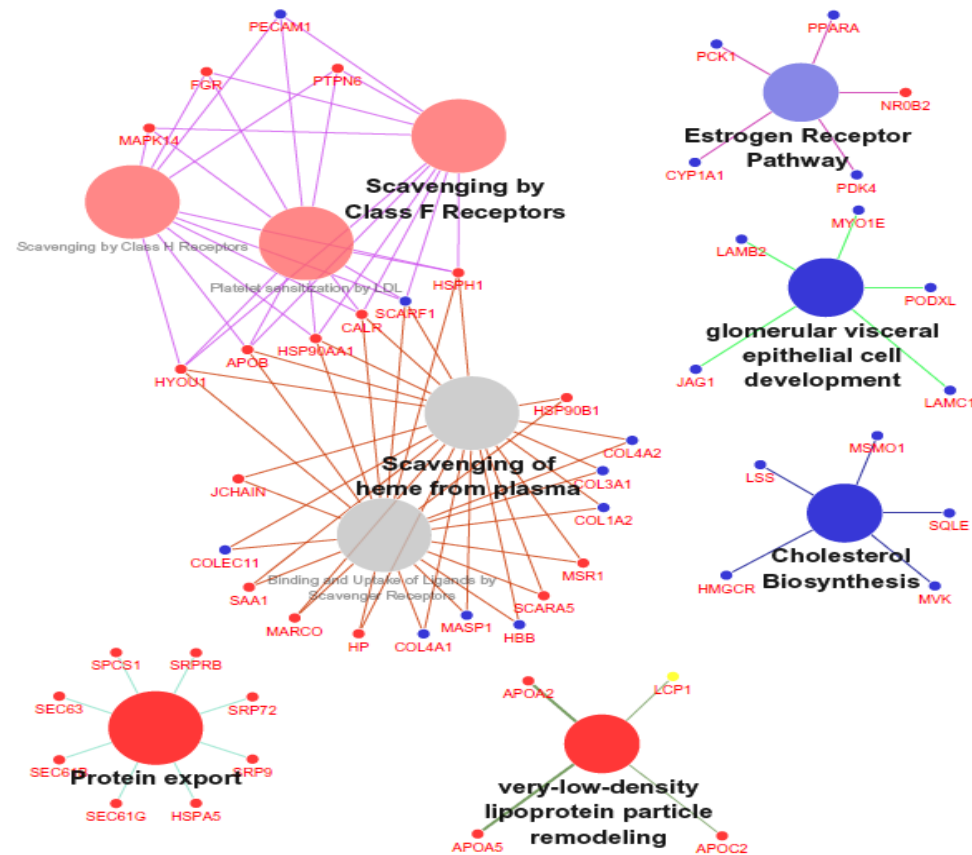 PECAM1
FGR
PTPN6
MAPK14
Scavenging by
Class F Receptors
Scavenging by Class H Receptors
Platelet sensitization by LDL
HSPH1
SCARF1
CALR
HSP90AA1
APOB
HYOU1
HSP90B1
COL4A2
Scavenging of
heme from plasma
COL3A1
JCHAIN
COL1A2
COLEC11
MSR1
Binding and Uptake of Ligands by
Scavenger Receptors
SAA1
SCARA5
MARCO
MASP1
HBB
HP
COL4A1
PPARA
PCK1
NR0B2
Estrogen Receptor
Pathway
CYP1A1
PDK4
MYO1E
LAMB2
PODXL
glomerular visceral
epithelial cell
development
JAG1
LAMC1
MSMO1
LSS
SQLE
Cholesterol
Biosynthesis
HMGCR
MVK
SPCS1
SRPRB
SEC63
SRP72
SRP9
Protein export
SEC61G
HSPA5
APOA2
LCP1
very-low-density
lipoprotein particle
remodeling
APOA5
APOC2